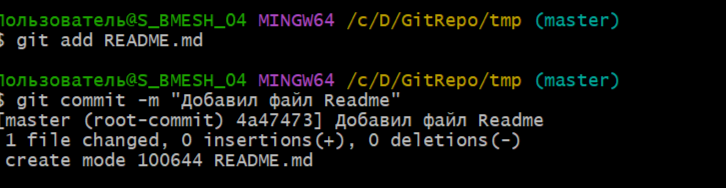 Пользователь@S_BMESH_04 MINGW64 /c/D/GitRepo/tmp (master)
$ git add README.md
Пользователь@S_BMESH_04 MINGW64 /c/D/GitRepo/tmp (master)
$ git commit -m "Добавил файл Readme"
[master (root-commit) 4a47473] Добавил файл Readme
1 file changed, 0 insertions(+), 0 deletions(-)
create mode 100644 README.md